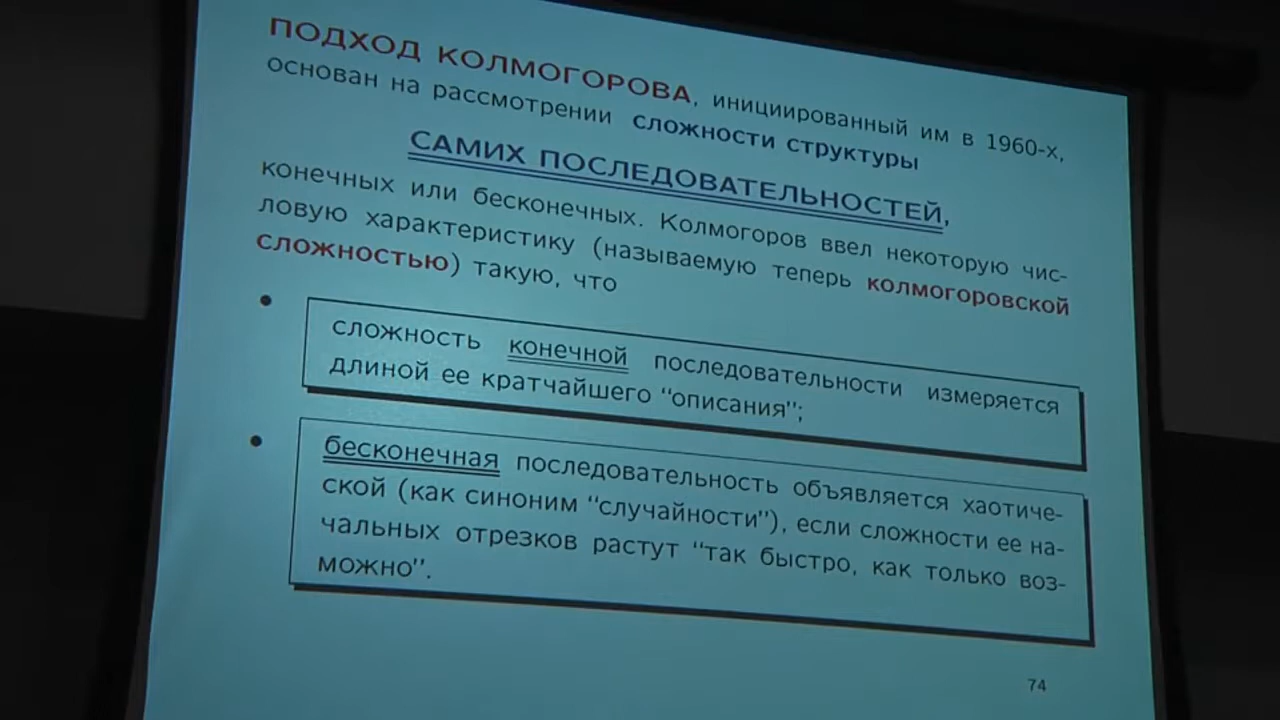 ПОДХОД КОЛМОГОРОВА, инициированный им в 1960-х,
основан на рассмотрении сложности структуры
САМИХ ПОСЛЕДОВАТЕЛЬНОСТЕЙ,
конечных или бесконечных. Колмогоров ввел некоторую чис-
ловую характеристику (называемую теперь колмогоровской
сложностью) такую, что
• сложность конечной последовательности измеряется
длиной ее кратчайшего "описания";
• бесконечная последовательность объявляется хаотиче-
ской (как синоним "случайности"), если сложности ее на-
чальных отрезков растут "так быстро, как только воз-
можно".
74